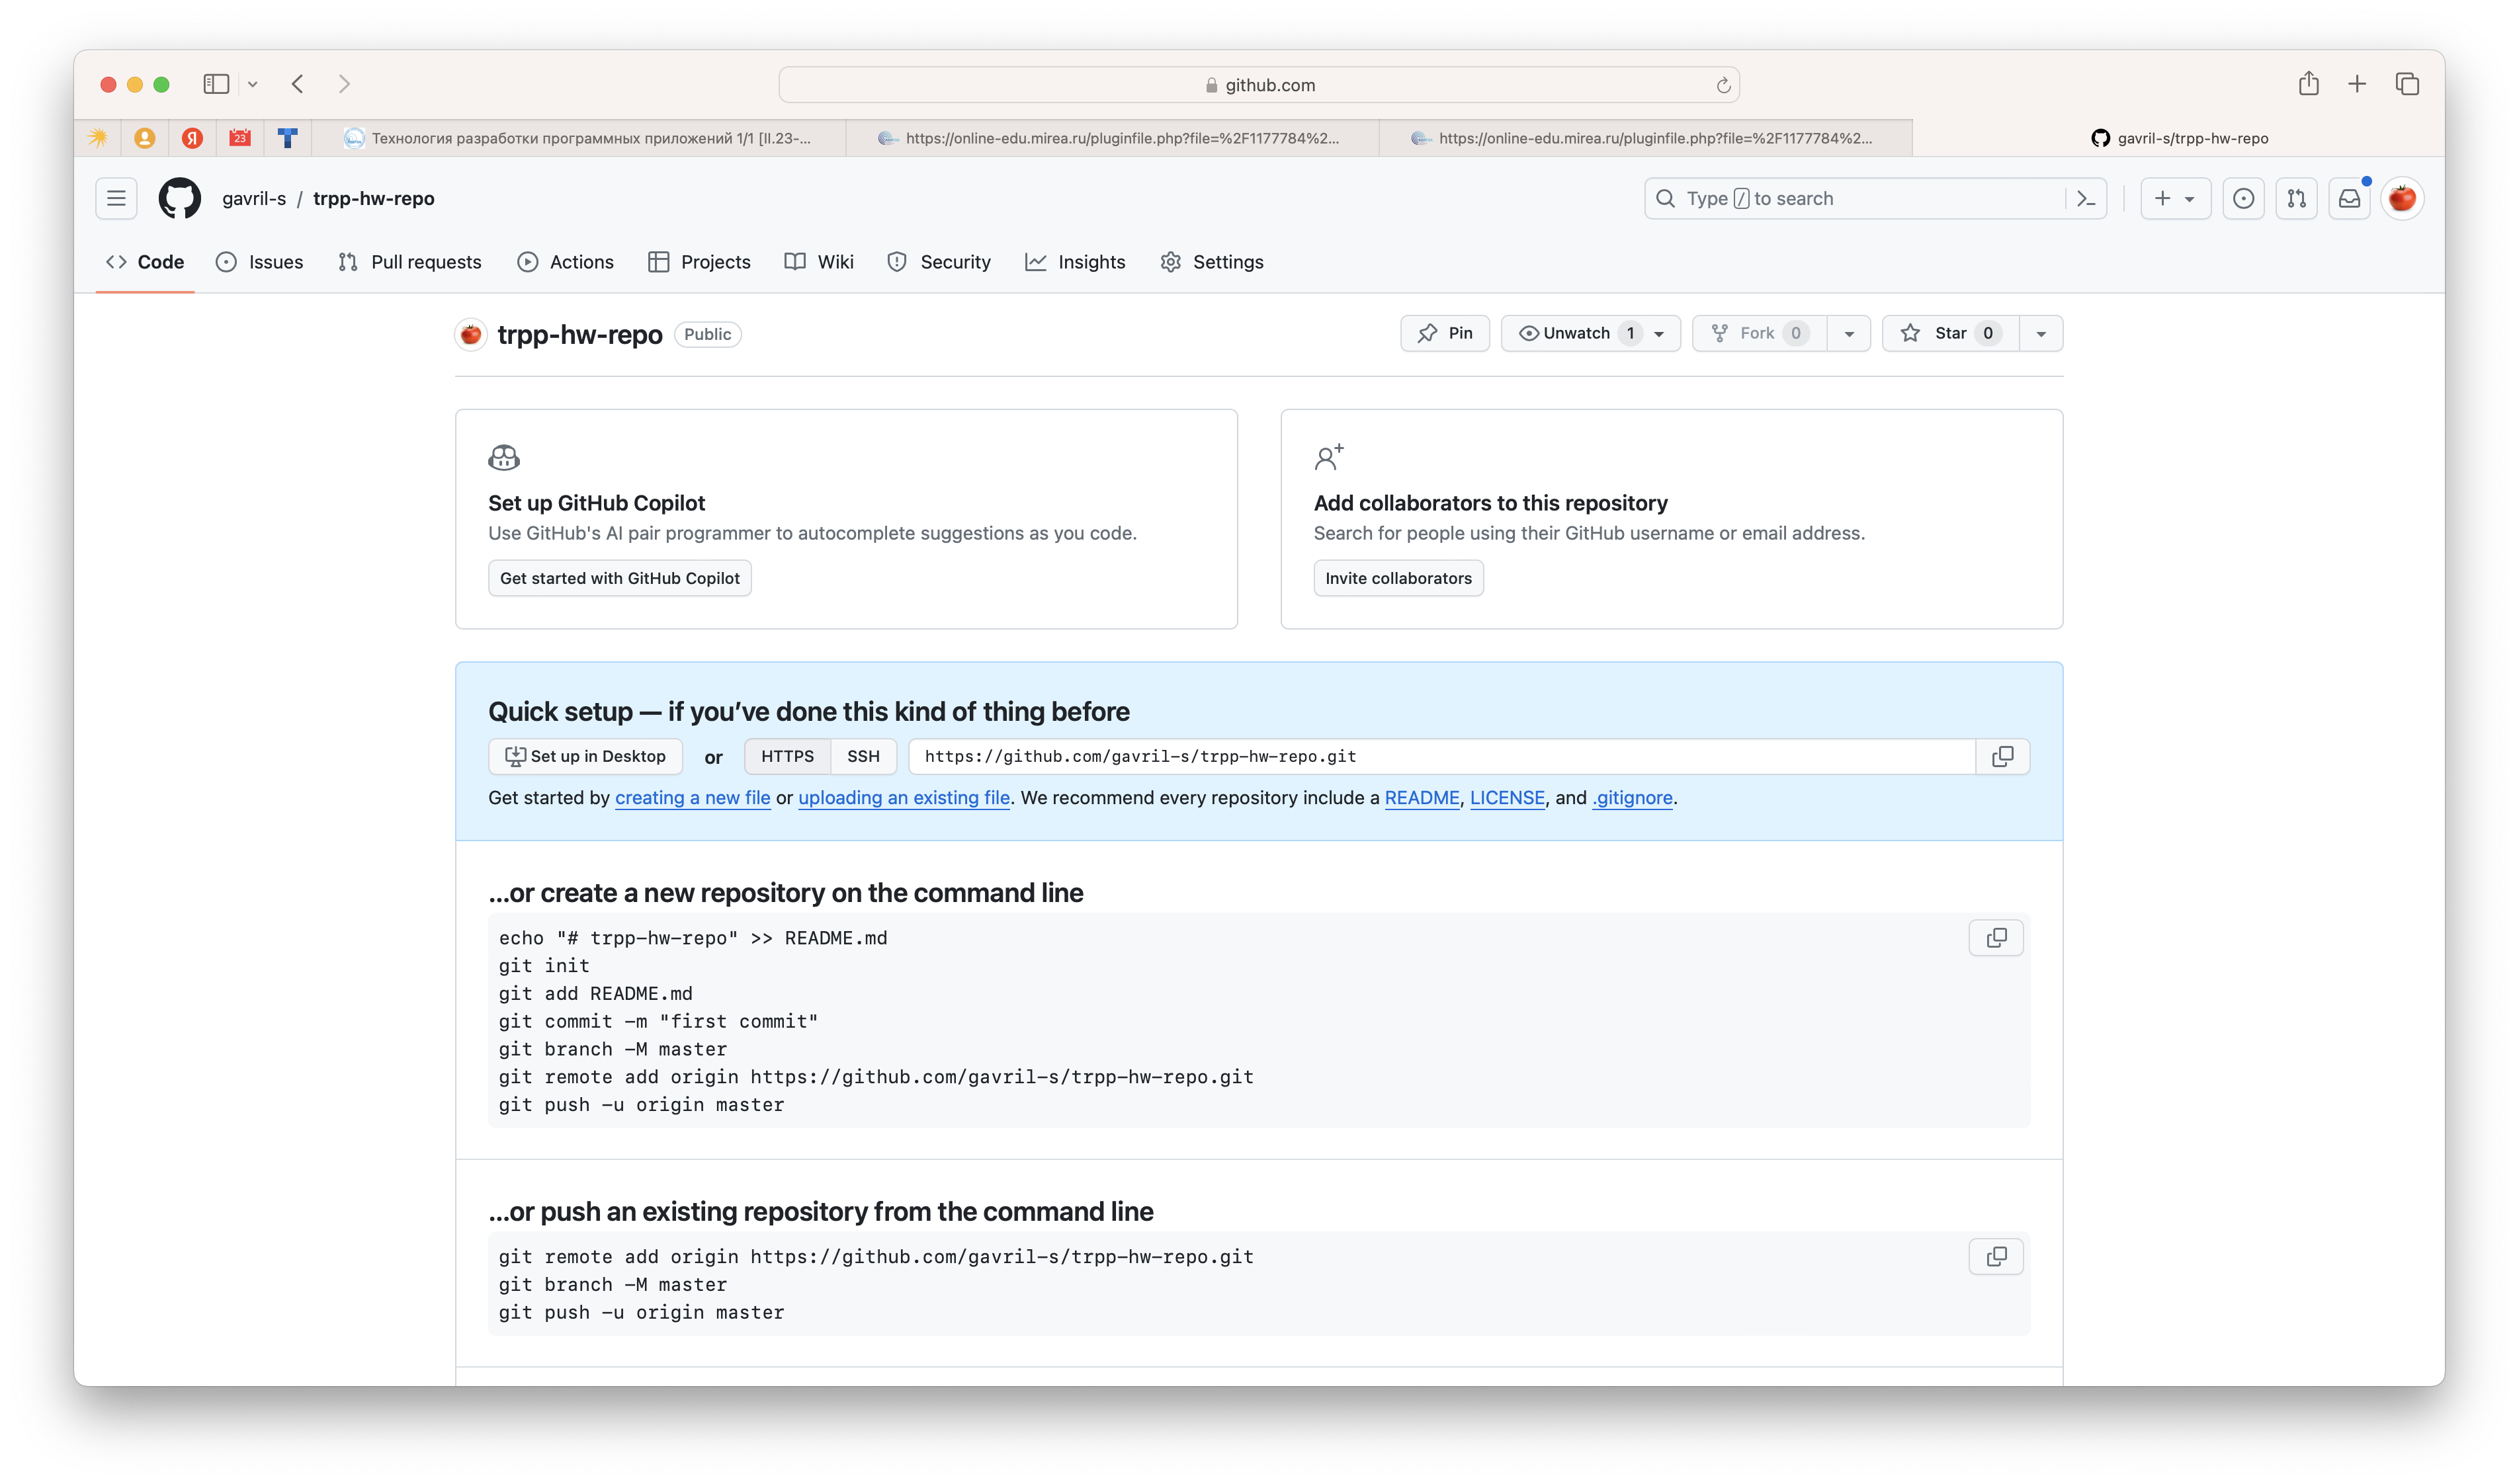 github.com
23
Технология разработки программных приложений 1/1 [II.23-...
https://online-edu.mirea.ru/pluginfile.php?file=%2F1177784%2...
https://online-edu.mirea.ru/pluginfile.php?file=%2F1177784%2...
gavril-s/trpp-hw-repo
gavril-s / trpp-hw-repo
Type / to search
Code Issues Pull requests Actions Projects Wiki Security Insights Settings
trpp-hw-repo Public
Pin Unwatch 1 Fork 0 Star 0
Set up GitHub Copilot
Use GitHub's AI pair programmer to autocomplete suggestions as you code.
Get started with GitHub Copilot
Add collaborators to this repository
Search for people using their GitHub username or email address.
Invite collaborators
Quick setup — if you’ve done this kind of thing before
Set up in Desktop or HTTPS SSH https://github.com/gavril-s/trpp-hw-repo.git
Get started by creating a new file or uploading an existing file. We recommend every repository include a README, LICENSE, and .gitignore.
…or create a new repository on the command line
echo "# trpp-hw-repo" >> README.md
git init
git add README.md
git commit -m "first commit"
git branch -M master
git remote add origin https://github.com/gavril-s/trpp-hw-repo.git
git push -u origin master
…or push an existing repository from the command line
git remote add origin https://github.com/gavril-s/trpp-hw-repo.git
git branch -M master
git push -u origin master